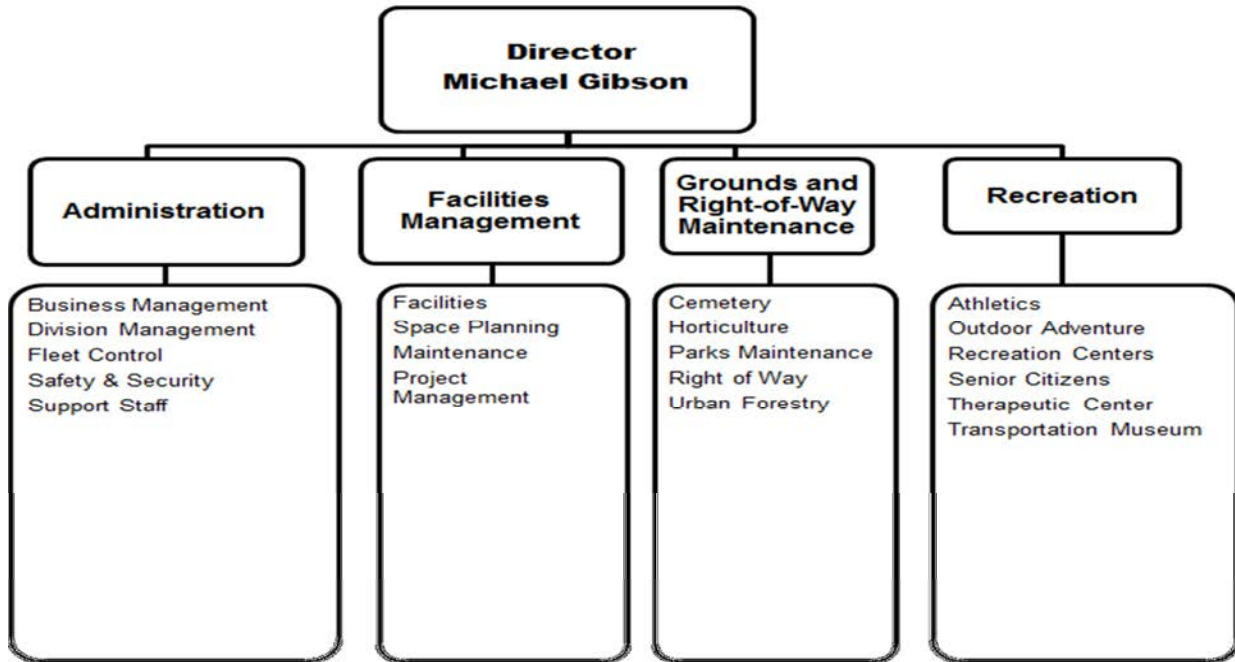 Director
Michael Gibson
Administration
Facilities
Management
Grounds and
Right-of-Way
Maintenance
Recreation
Business Management
Division Management
Fleet Control
Safety & Security
Support Staff
Facilities
Space Planning
Maintenance
Project
Management
Cemetery
Horticulture
Parks Maintenance
Right of Way
Urban Forestry
Athletics
Outdoor Adventure
Recreation Centers
Senior Citizens
Therapeutic Center
Transportation Museum